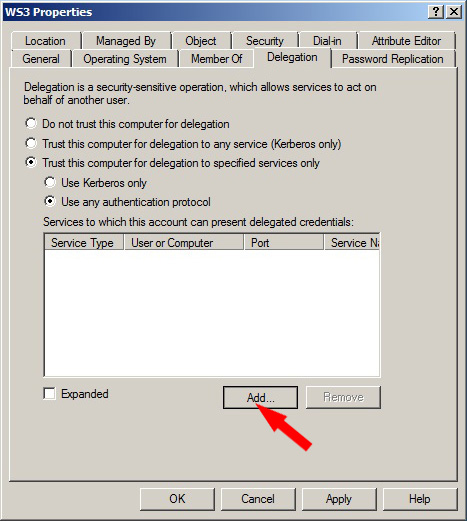 WS3 Properties
Location Managed By Object Security Dial-in Attribute Editor
General Operating System Member Of Delegation Password Replication
Delegation is a security-sensitive operation, which allows services to act on
behalf of another user.
Do not trust this computer for delegation
Trust this computer for delegation to any service (Kerberos only)
Trust this computer for delegation to specified services only
Use Kerberos only
Use any authentication protocol
Services to which this account can present delegated credentials:
Service Type User or Computer Port Service Na
Expanded Add... Remove
OK Cancel Apply Help